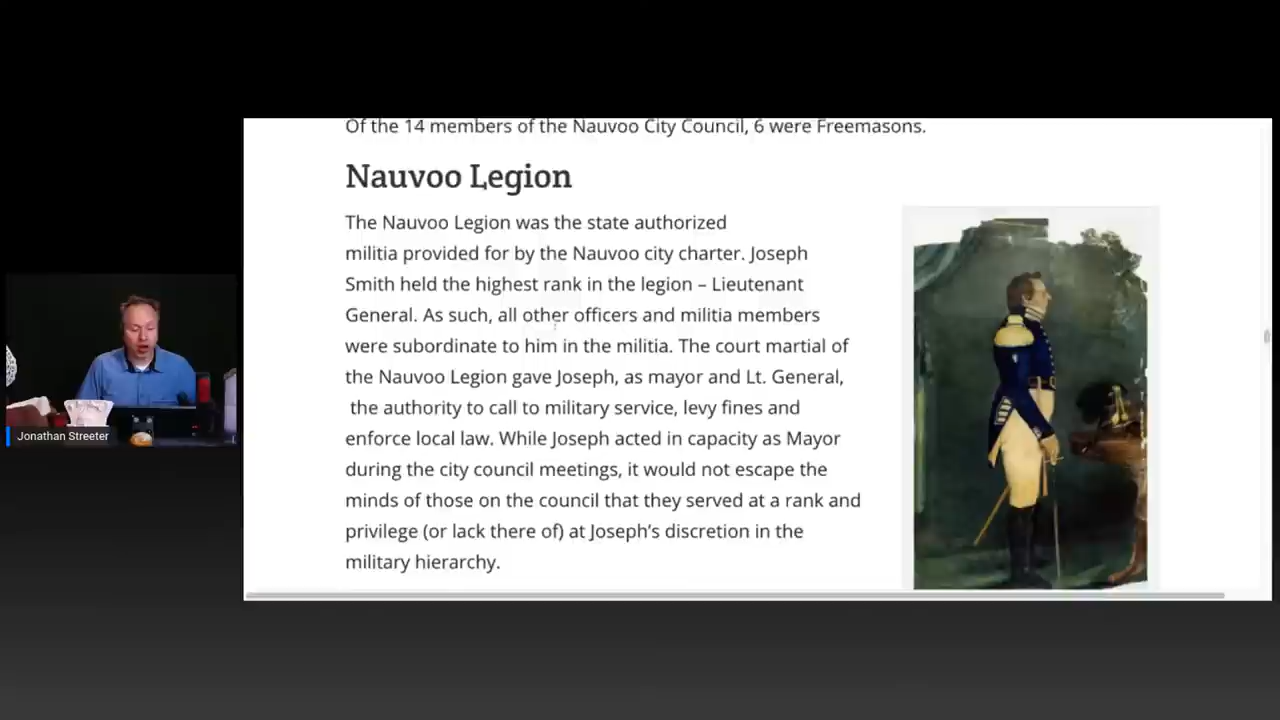 Of the 14 members of the Nauvoo City Council, 6 were Freemasons.
Nauvoo Legion
The Nauvoo Legion was the state authorized
militia provided for by the Nauvoo city charter. Joseph
Smith held the highest rank in the legion – Lieutenant
General. As such, all other officers and militia members
were subordinate to him in the militia. The court martial of
the Nauvoo Legion gave Joseph, as mayor and Lt. General,
the authority to call to military service, levy fines and
enforce local law. While Joseph acted in capacity as Mayor
during the city council meetings, it would not escape the
minds of those on the council that they served at a rank and
privilege (or lack there of) at Joseph’s discretion in the
military hierarchy.
Jonathan Streeter